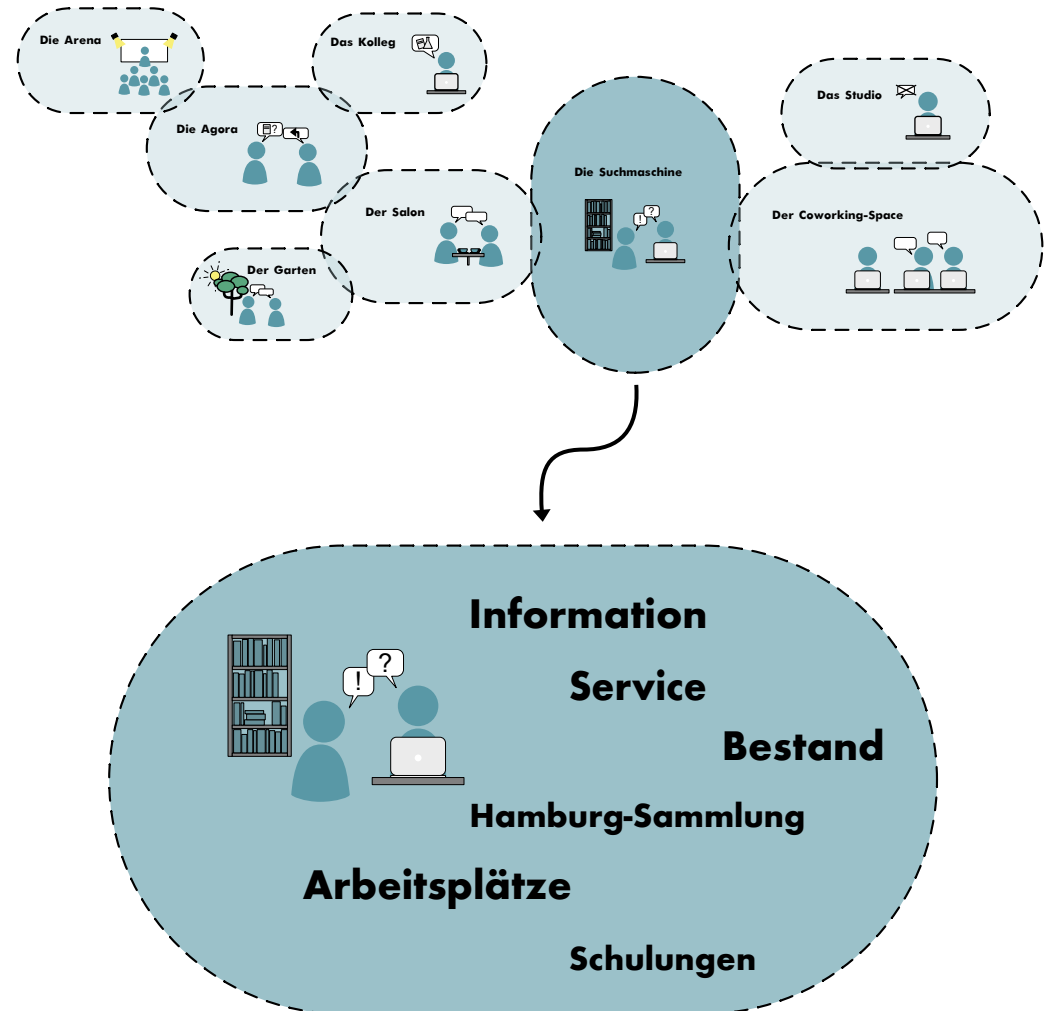 Die Arena
Das Kolleg
Die Agora
?
Der Salon
Der Garten
Die Suchmaschine
!
?
Das Studio
Der Coworking-Space
Information
Service
Bestand
!
?
Hamburg-Sammlung
Arbeitsplätze
Schulungen